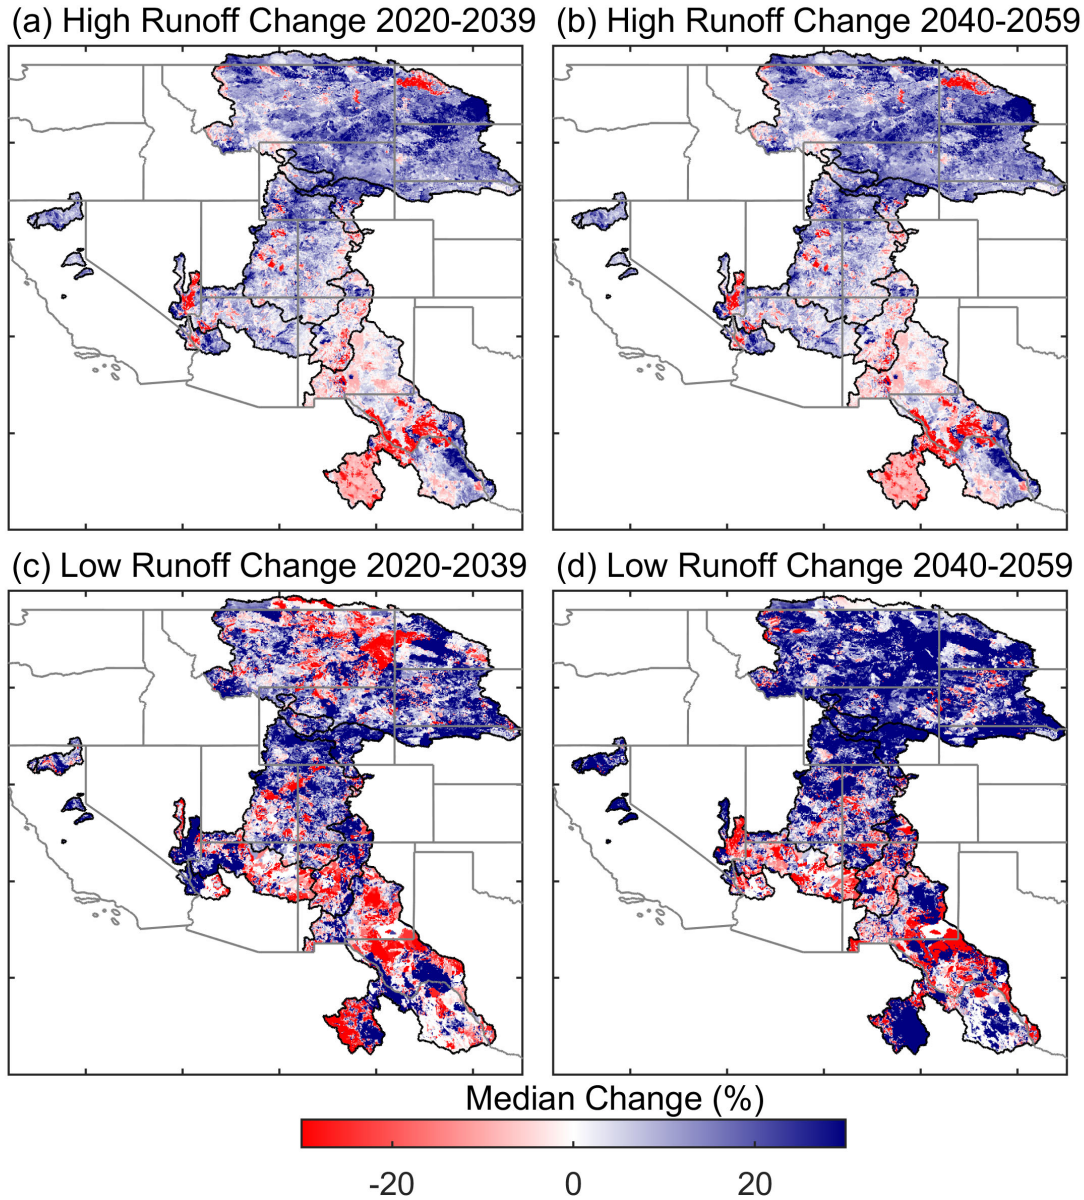 (a) High Runoff Change 2020-2039
(b) High Runoff Change 2040-2059
(c) Low Runoff Change 2020-2039
(d) Low Runoff Change 2040-2059
Median Change (%)
-20 0 20